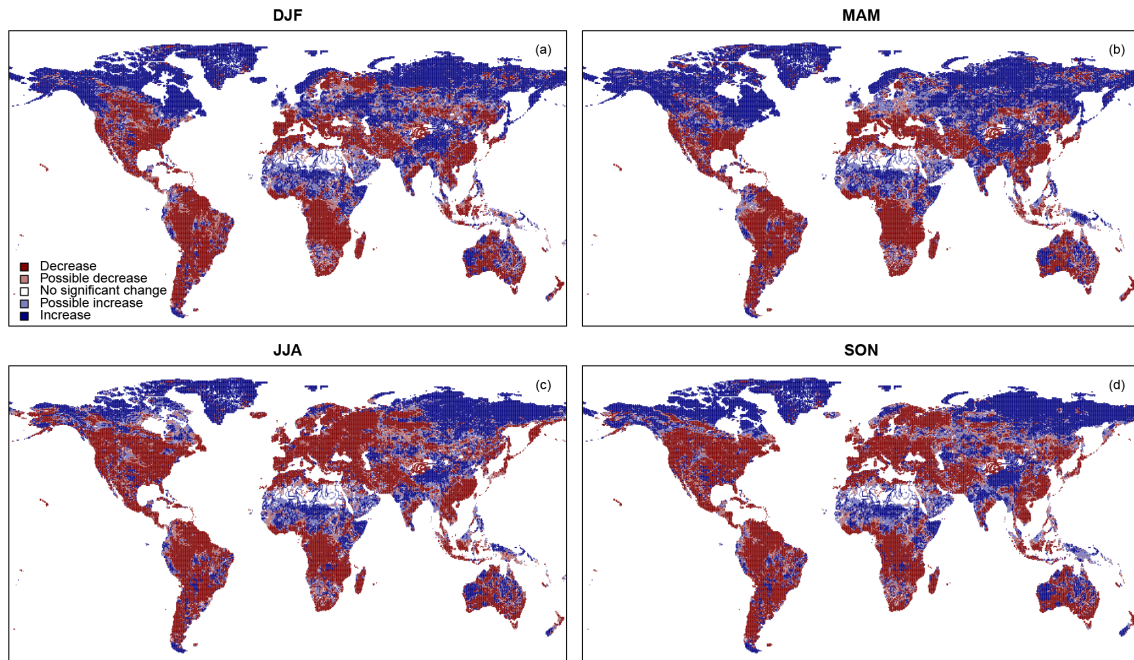 DJF
(a)
Decrease
Possible decrease
No significant change
Possible increase
Increase
MAM
(b)
JJA
(c)
SON
(d)